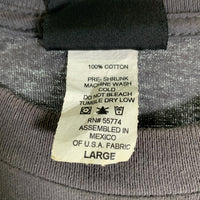 100% COTTON
PRE-SHRUNK
MACHINE WASH
COLD
DO NOT BLEACH
TUMBLE DRY LOW
RN# 55774
ASSEMBLED IN
MEXICO
OF U.S.A. FABRIC
LARGE